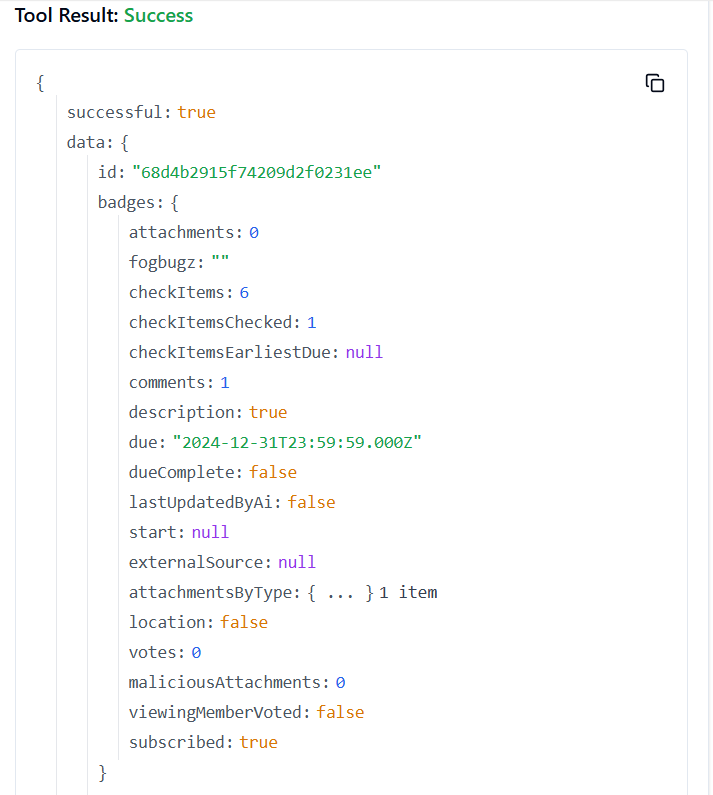 Tool Result: Success
{
successful: true
data: {
id: "68d4b2915f74209d2f0231ee"
badges: {
attachments: 0
fogbugz: ""
checkItems: 6
checkItemsChecked: 1
checkItemsEarliestDue: null
comments: 1
description: true
due: "2024-12-31T23:59:59.000Z"
dueComplete: false
lastUpdatedByAi: false
start: null
externalSource: null
attachmentsByType: { ... } 1 item
location: false
votes: 0
maliciousAttachments: 0
viewingMemberVoted: false
subscribed: true
}